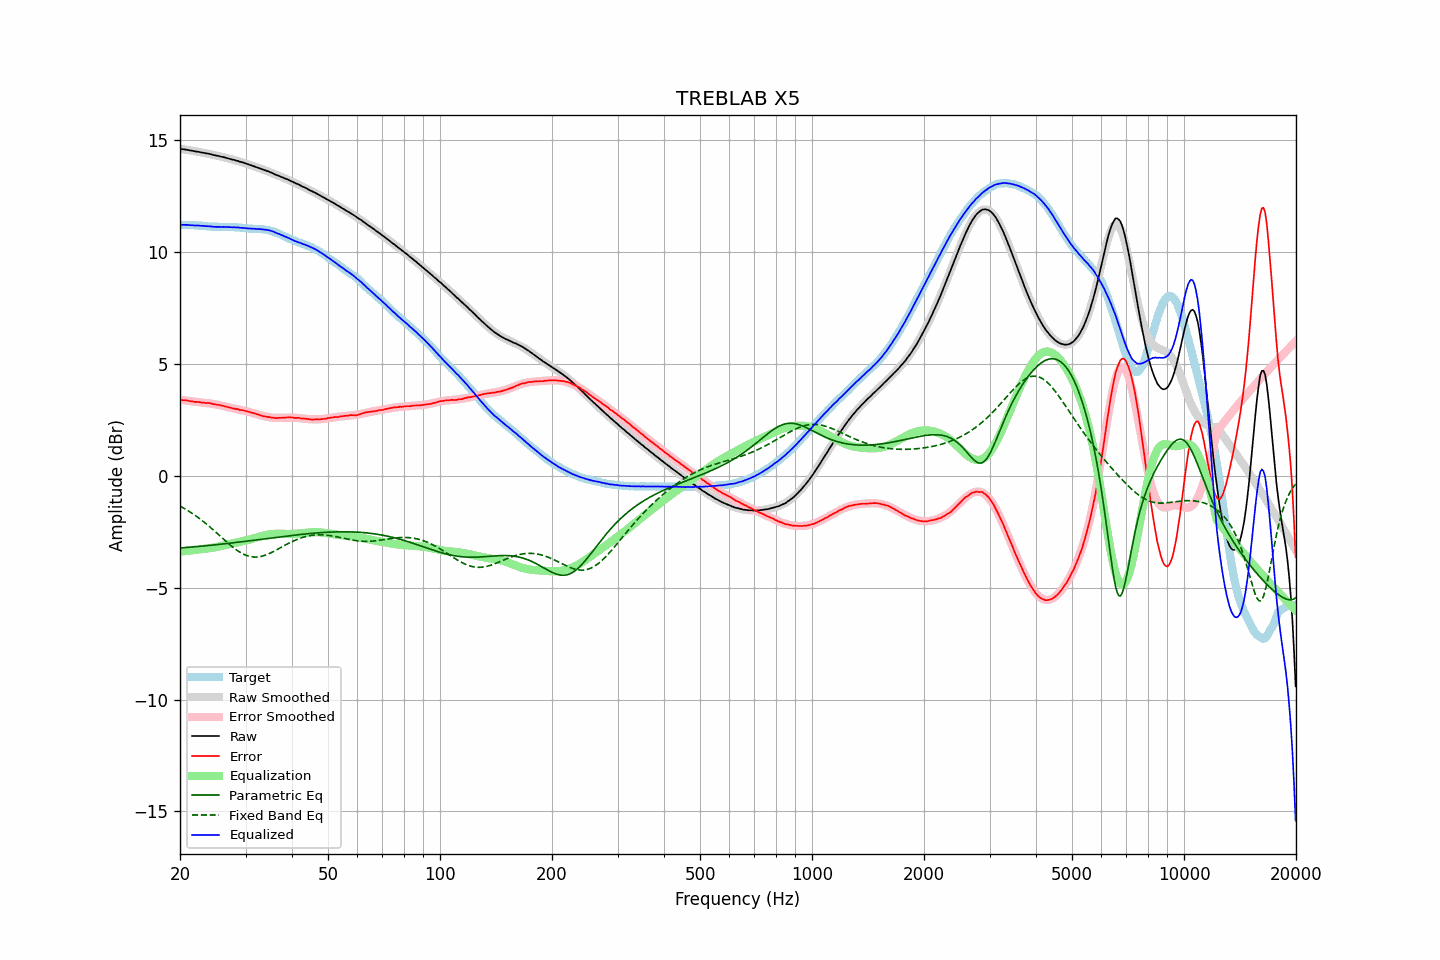 TREBLAB X5
Amplitude (dBr)
15
10
5
0
−5
−10
−15
Target
Raw Smoothed
Error Smoothed
Raw
Error
Equalization
Parametric Eq
Fixed Band Eq
Equalized
20 50 100 200 500 1000 2000 5000 10000 20000
Frequency (Hz)